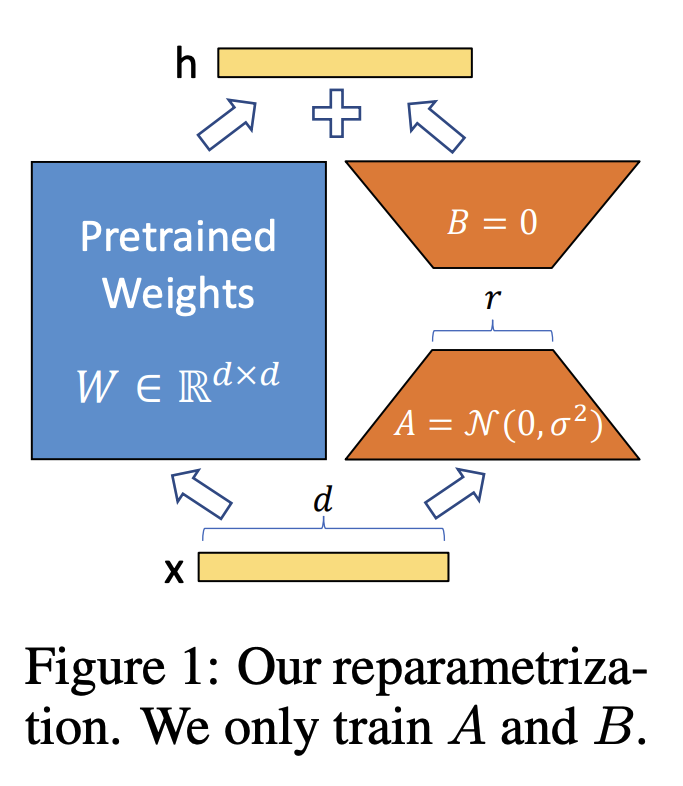 h
Pretrained
Weights
W ∈ ℝ^{d×d}
B = 0
r
A = 𝒩(0, σ²)
d
x
Figure 1: Our reparametriza-
tion. We only train A and B.